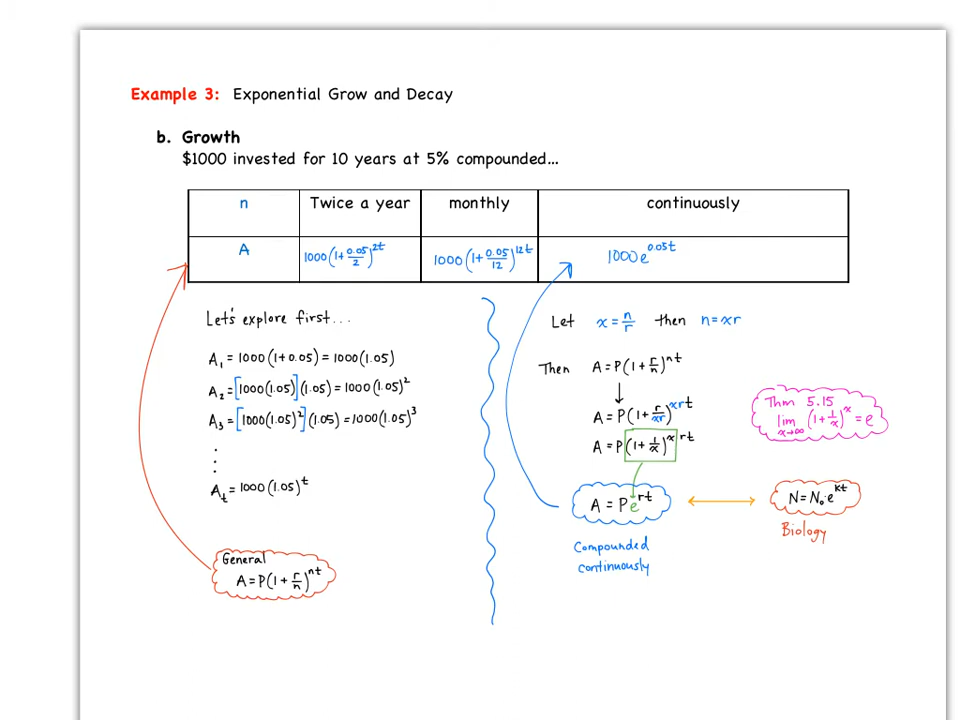 Example 3: Exponential Grow and Decay
b. Growth
$1000 invested for 10 years at 5% compounded...
n Twice a year monthly continuously
A 1000(1+0.05/2)^2t 1000(1+0.05/12)^12t 1000e^0.05t
Let's explore first...
A₁ = 1000(1+0.05) = 1000(1.05)
A₂ = [1000(1.05)](1.05) = 1000(1.05)²
A₃ = [1000(1.05)²](1.05) = 1000(1.05)³
.
.
.
Aₜ = 1000(1.05)^t
General
A = P(1+r/n)^nt
Let x = n/r then n = xr
Then A = P(1+r/n)^nt
A = P(1+r/xr)^xrt
A = P(1+1/x)^x rt
A = Pe^rt
Compounded
continuously
Thm 5.15
lim x→∞ (1+1/x)^x = e
N = N₀·e^kt
Biology